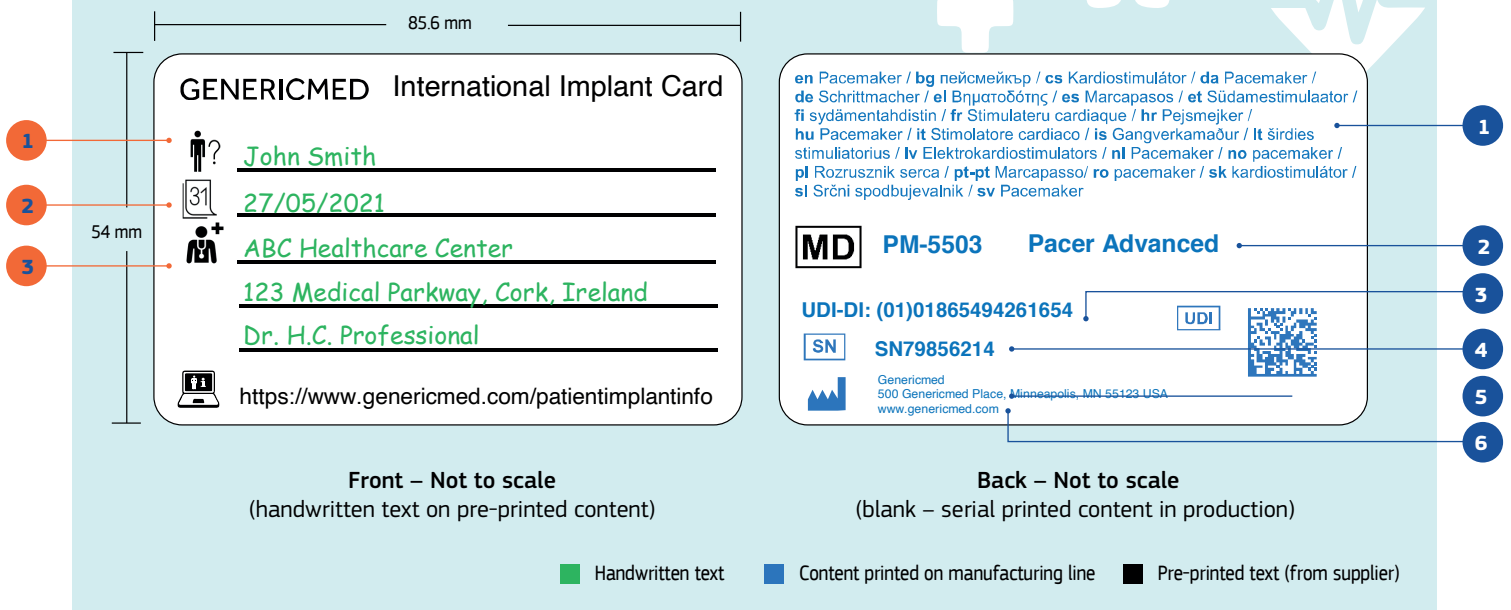 85.6 mm
54 mm
GENERICMED International Implant Card
1
?
John Smith
2
31
27/05/2021
3
ABC Healthcare Center
123 Medical Parkway, Cork, Ireland
Dr. H.C. Professional
https://www.genericmed.com/patientimplantinfo
Front – Not to scale
(handwritten text on pre-printed content)
en Pacemaker / bg пейсмейкър / cs Kardiostimulátor / da Pacemaker /
de Schrittmacher / el Βηματοδότης / es Marcapasos / et Südamestimulaator /
fi sydämentahdistin / fr Stimulateru cardiaque / hr Pejsmejker /
hu Pacemaker / it Stimolatore cardiaco / is Gangverkamaður / lt širdies
stimuliatorius / lv Elektrokardiostimulators / nl Pacemaker / no pacemaker /
pl Rozrusznik serca / pt-pt Marcapasso/ ro pacemaker / sk kardiostimulátor /
sl Srčni spodbujevalnik / sv Pacemaker
1
MD PM-5503 Pacer Advanced
2
UDI-DI: (01)01865494261654
3
UDI
SN SN79856214
4
Genericmed
500 Genericmed Place, Minneapolis, MN 55123 USA
5
www.genericmed.com
6
Back – Not to scale
(blank – serial printed content in production)
Handwritten text
Content printed on manufacturing line
Pre-printed text (from supplier)